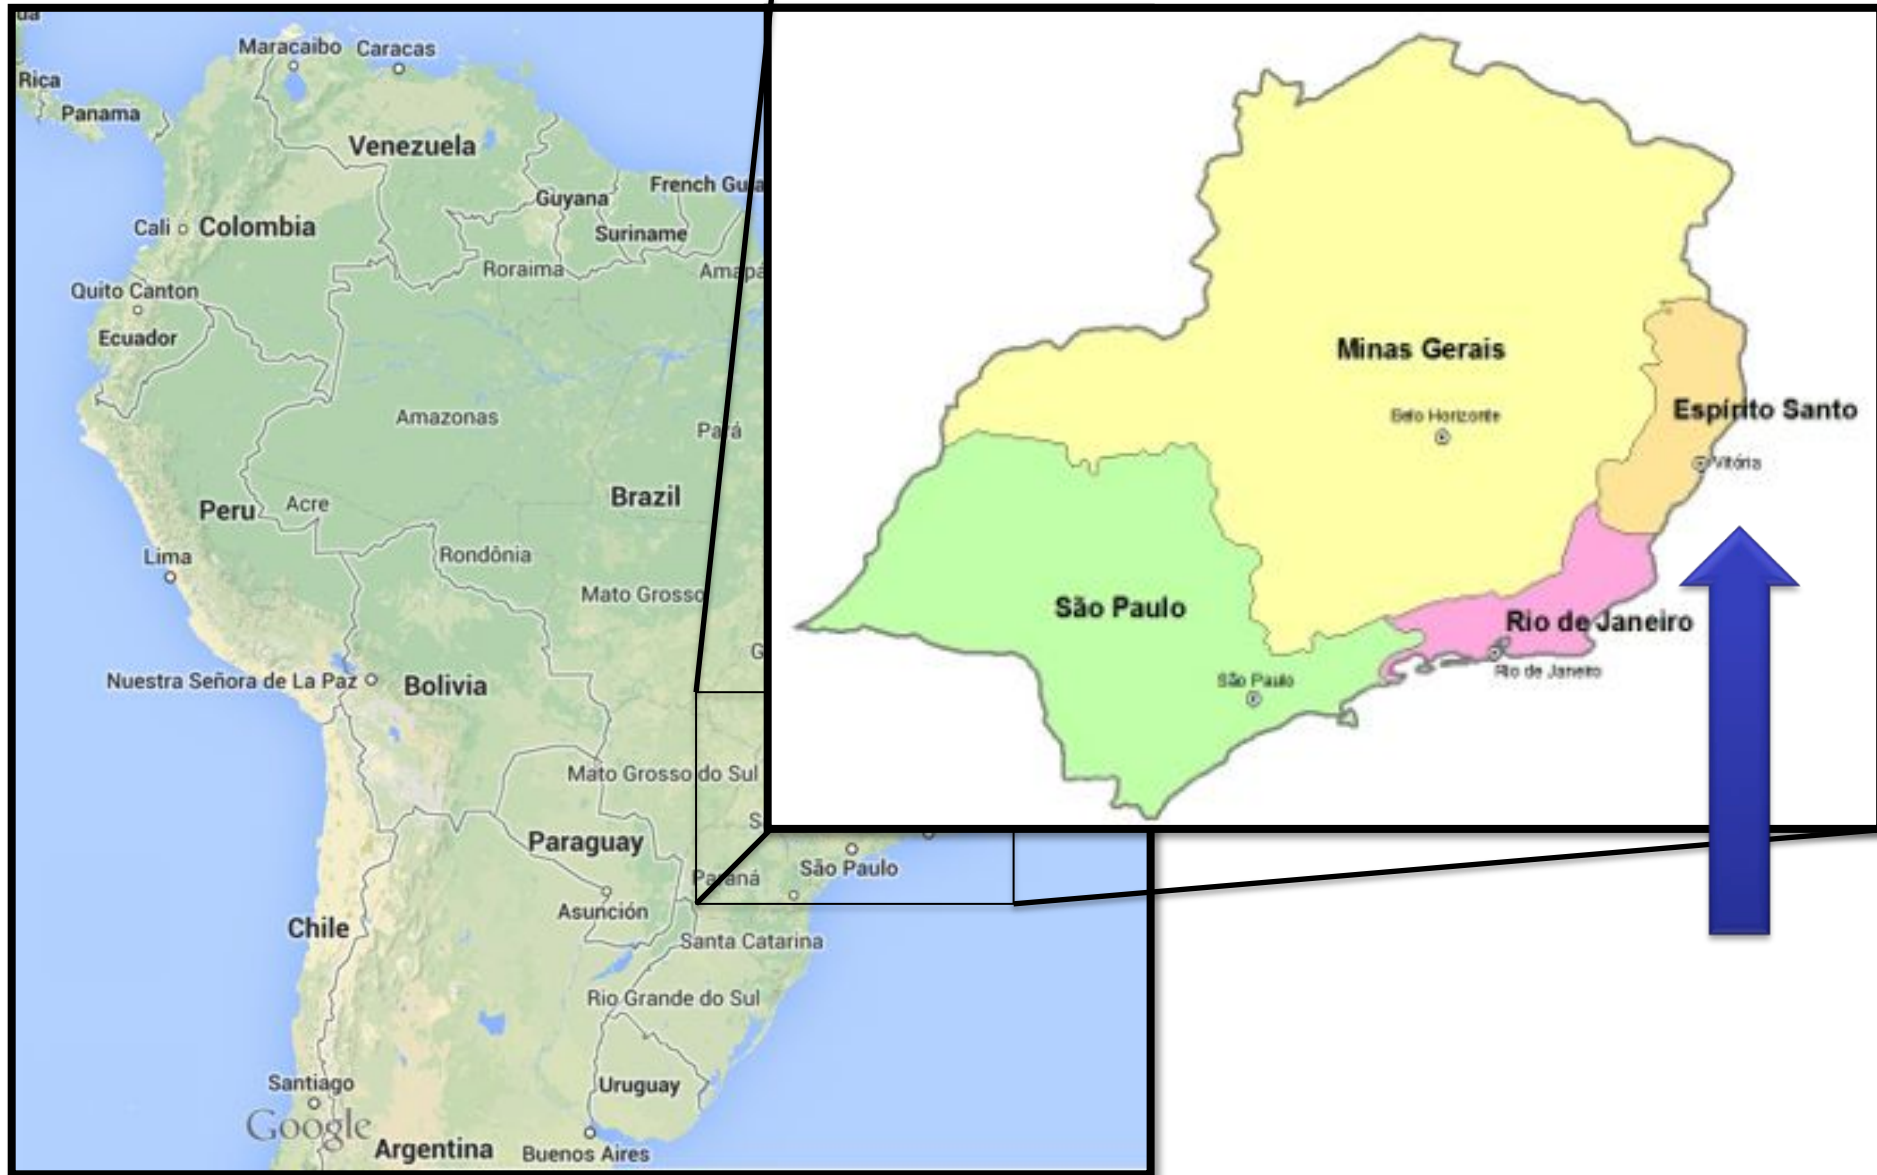 Rica
Panama
Maracaibo
Caracas
Venezuela
Guyana
French Gu
Suriname
Cali
Colombia
Roraima
Amapá
Quito Canton
Ecuador
Amazonas
Pará
Brazil
Peru
Acre
Lima
Rondônia
Mato Grosso
G
Nuestra Señora de La Paz
Bolivia
Mato Grosso do Sul
S
Paraguay
São Paulo
Paraná
Asunción
Chile
Santa Catarina
Rio Grande do Sul
Santiago
Uruguay
Google
Argentina
Buenos Aires
Minas Gerais
Belo Horizonte
Espírito Santo
Vitória
São Paulo
Rio de Janeiro
São Paulo
Rio de Janeiro